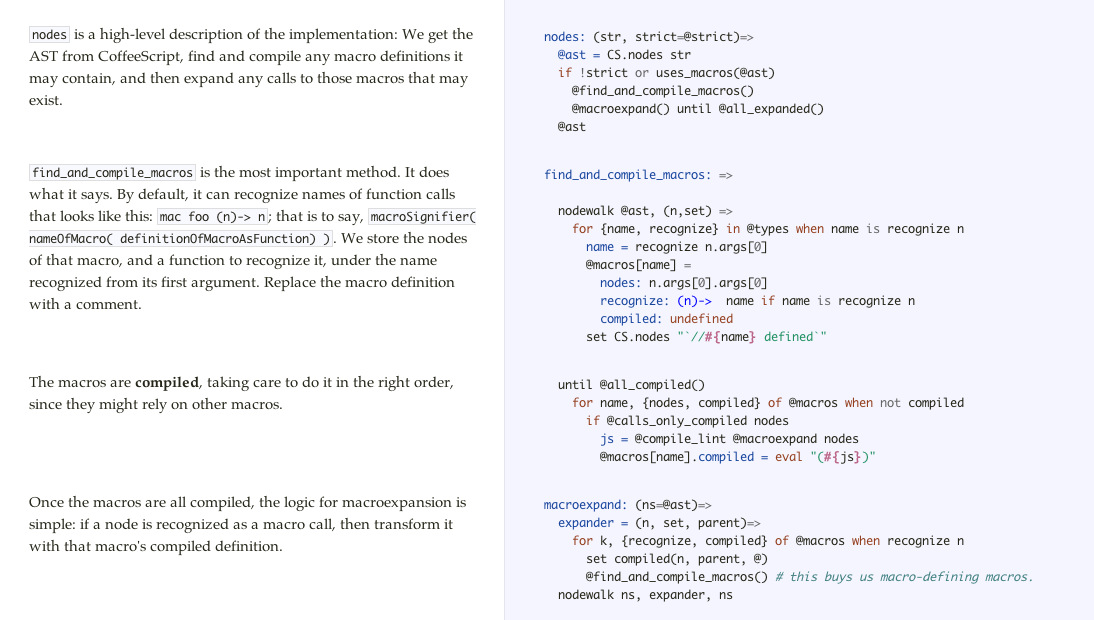 nodes is a high-level description of the implementation: We get the
AST from CoffeeScript, find and compile any macro definitions it
may contain, and then expand any calls to those macros that may
exist.
nodes: (str, strict=@strict)=>
@ast = CS.nodes str
if !strict or uses_macros(@ast)
@find_and_compile_macros()
@macroexpand() until @all_expanded()
@ast
find_and_compile_macros is the most important method. It does
what it says. By default, it can recognize names of function calls
that looks like this: mac foo (n)-> n; that is to say, macroSignifier(
nameOfMacro( definitionOfMacroAsFunction) ). We store the nodes
of that macro, and a function to recognize it, under the name
recognized from its first argument. Replace the macro definition
with a comment.
find_and_compile_macros: =>
nodewalk @ast, (n,set) =>
for {name, recognize} in @types when name is recognize n
name = recognize n.args[0]
@macros[name] =
nodes: n.args[0].args[0]
recognize: (n)->  name if name is recognize n
compiled: undefined
set CS.nodes "`//#{name} defined`"
The macros are compiled, taking care to do it in the right order,
since they might rely on other macros.
until @all_compiled()
for name, {nodes, compiled} of @macros when not compiled
if @calls_only_compiled nodes
js = @compile_lint @macroexpand nodes
@macros[name].compiled = eval "(#{js})"
Once the macros are all compiled, the logic for macroexpansion is
simple: if a node is recognized as a macro call, then transform it
with that macro's compiled definition.
macroexpand: (ns=@ast)=>
expander = (n, set, parent)=>
for k, {recognize, compiled} of @macros when recognize n
set compiled(n, parent, @)
@find_and_compile_macros() # this buys us macro-defining macros.
nodewalk ns, expander, ns